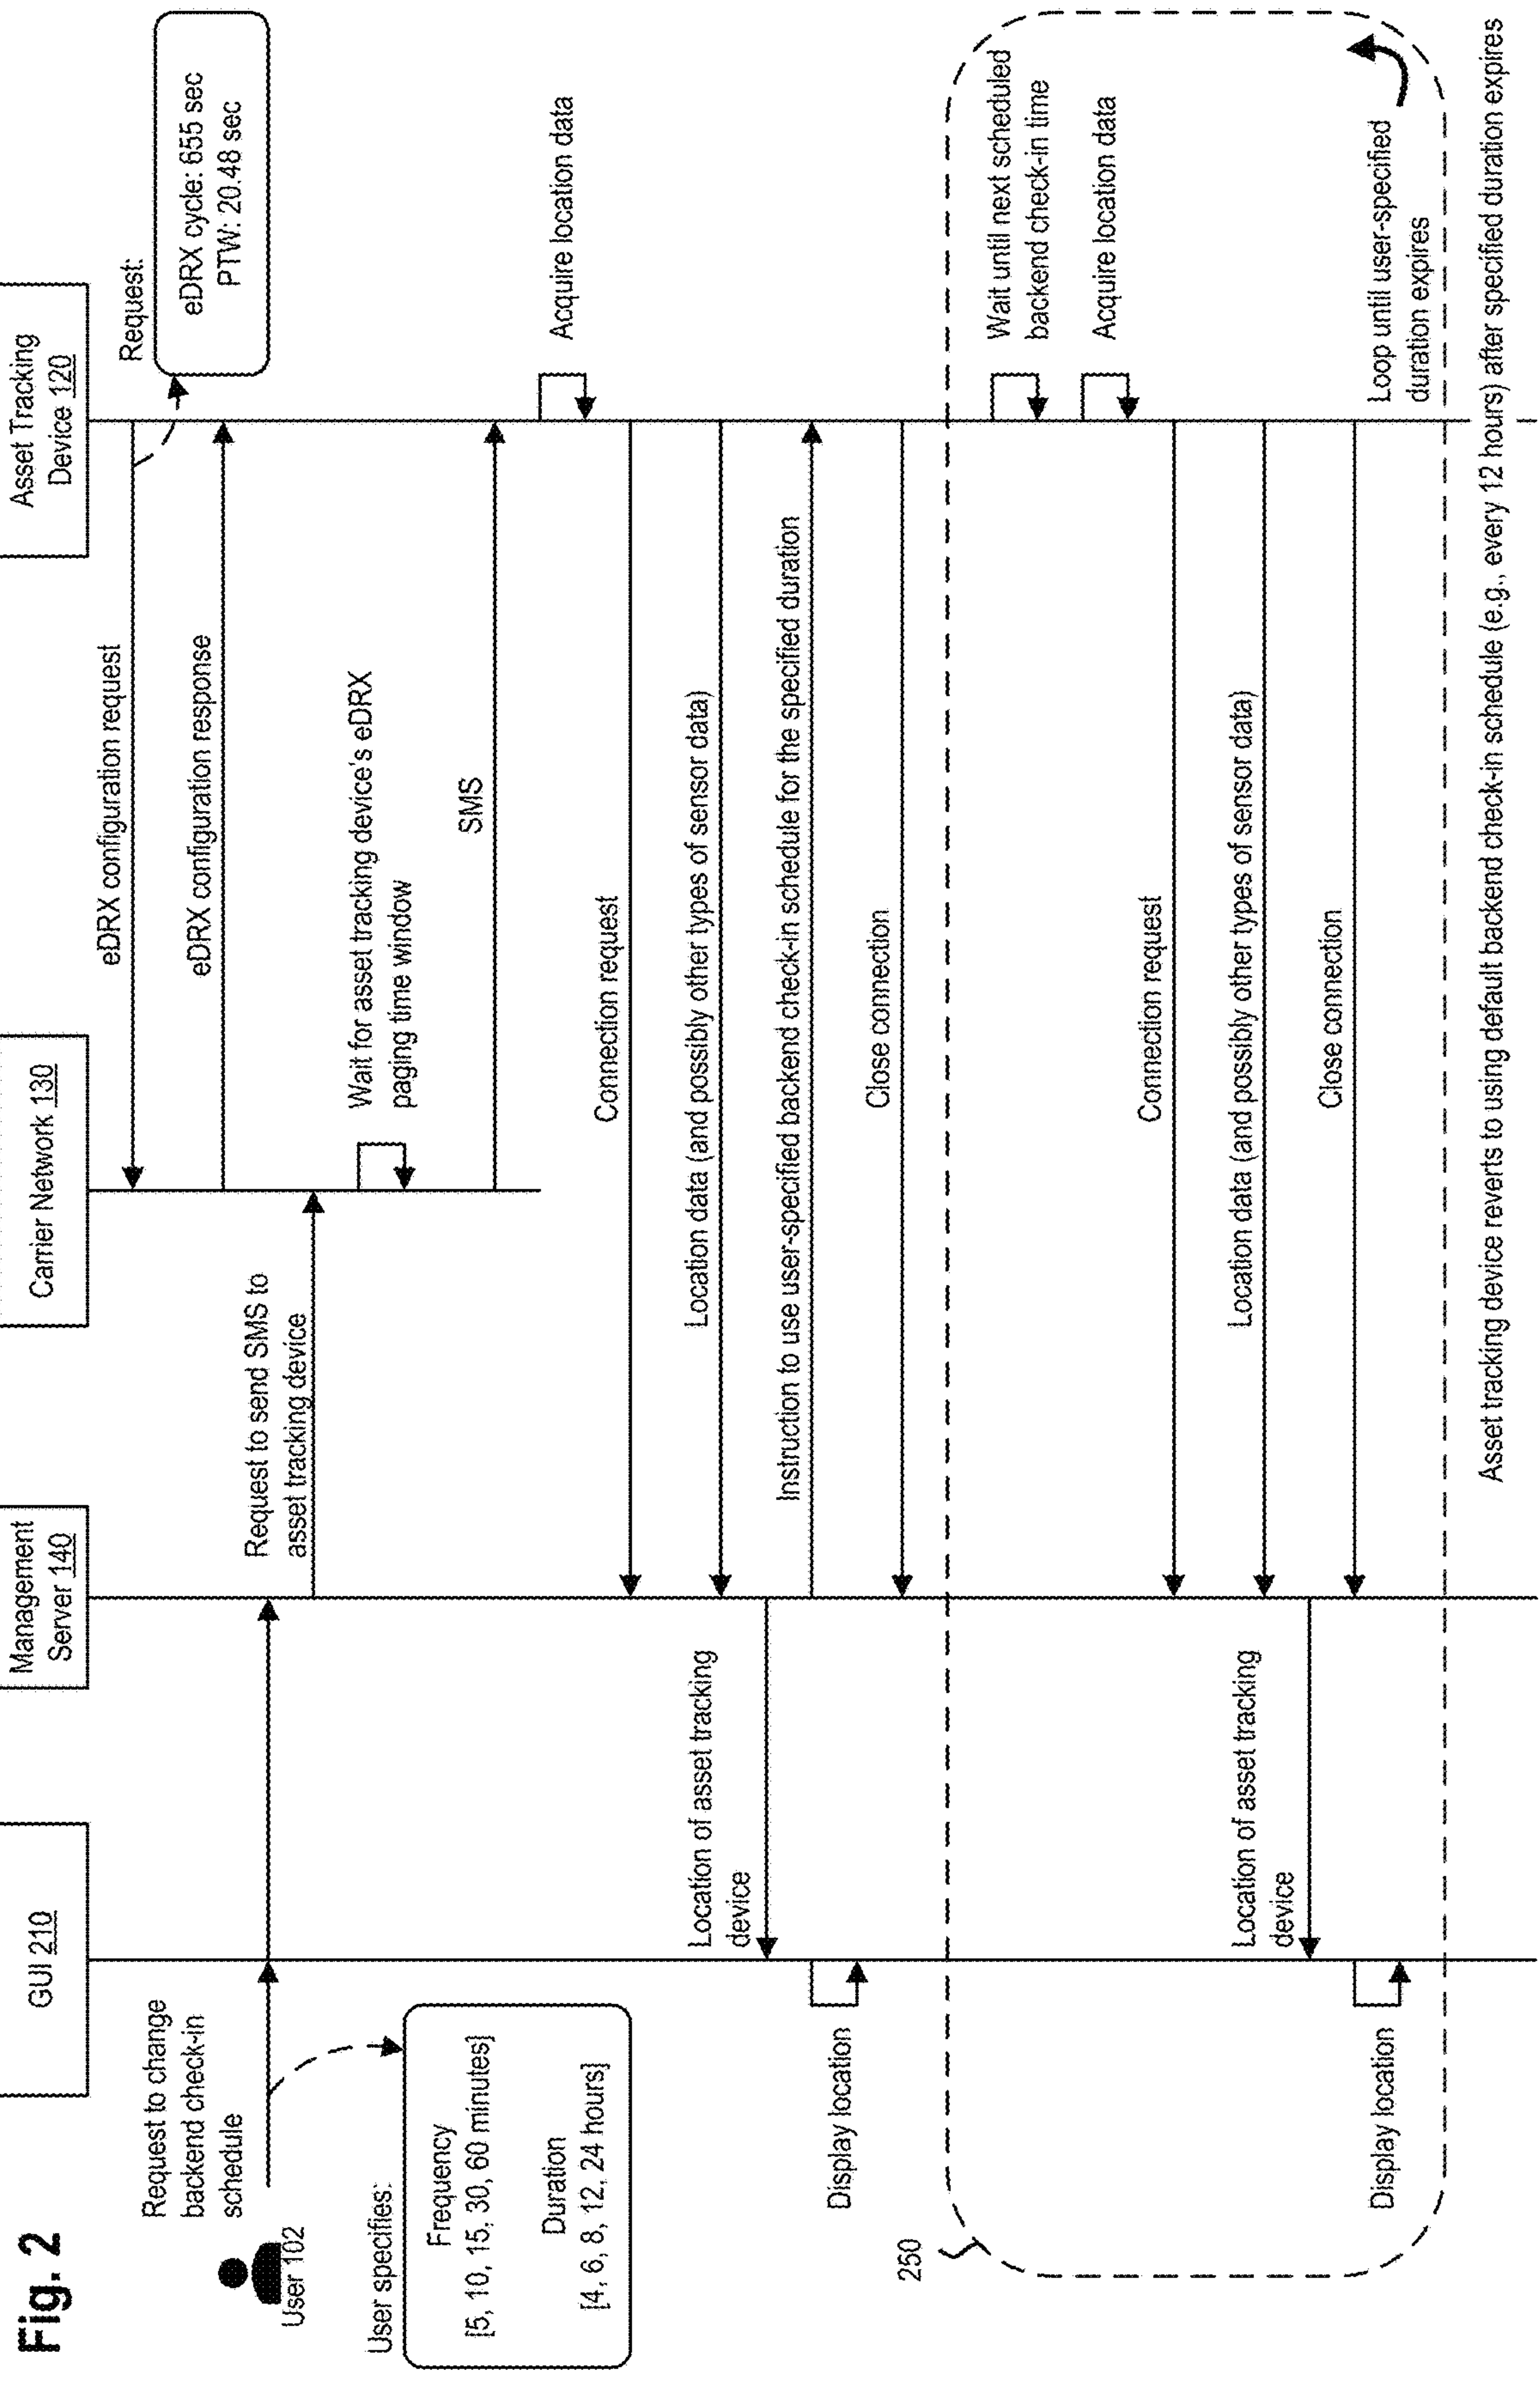 Fig. 2
GUI 210
Management
Server 140
Carrier Network 130
Asset Tracking
Device 120
eDRX configuration request
Request:
eDRX cycle: 655 sec
PTW: 20.48 sec
eDRX configuration response
User 102
Request to change
backend check-in
schedule
User specifies:
Frequency
[5, 10, 15, 30, 60 minutes]
Duration
[4, 6, 8, 12, 24 hours]
Request to send SMS to
asset tracking device
Wait for asset tracking device's eDRX
paging time window
SMS
Acquire location data
Connection request
Location data (and possibly other types of sensor data)
Location of asset tracking
device
Display location
Instruction to use user-specified backend check-in schedule for the specified duration
Close connection
250
Wait until next scheduled
backend check-in time
Acquire location data
Connection request
Location data (and possibly other types of sensor data)
Location of asset tracking
device
Close connection
Display location
Loop until user-specified
duration expires
Asset tracking device reverts to using default backend check-in schedule (e.g., every 12 hours) after specified duration expires